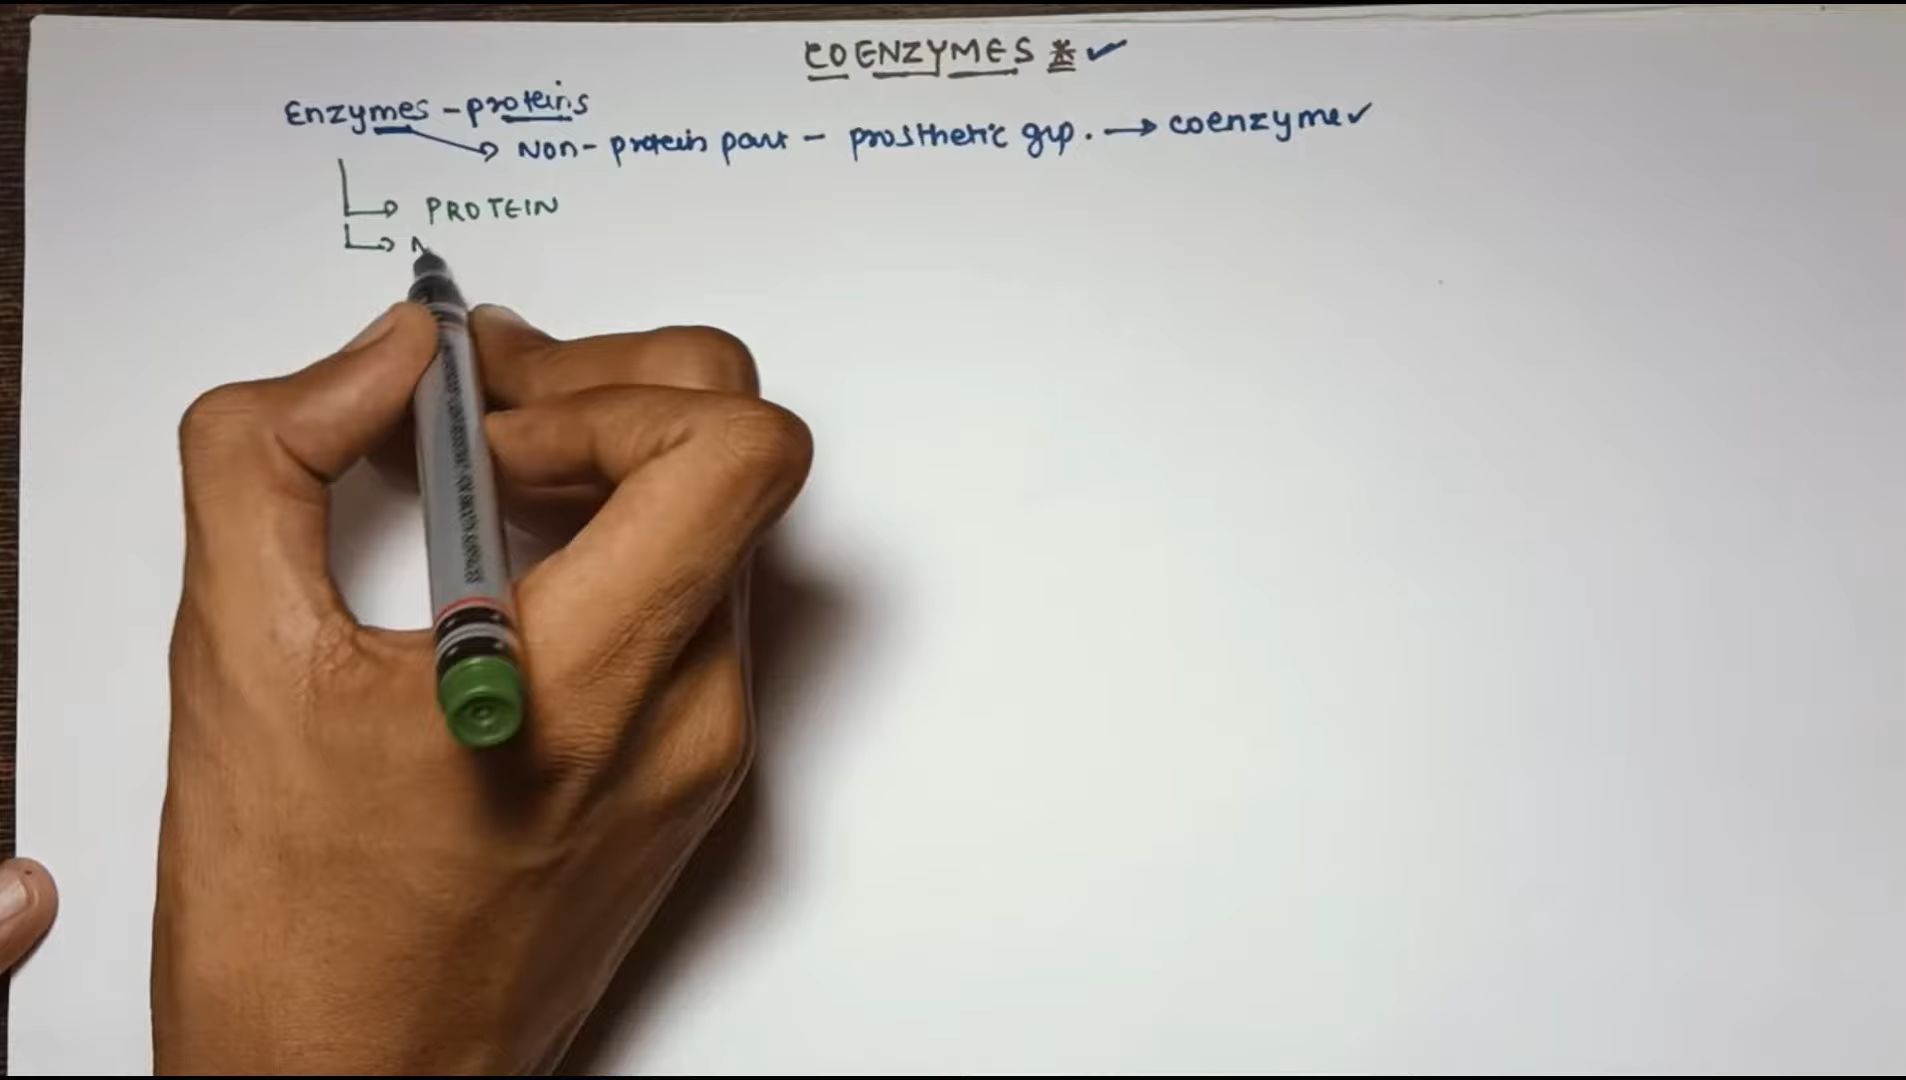 COENZYMES
Enzymes - proteins
Non-protein part - prosthetic grp. → coenzyme ✓
PROTEIN
N